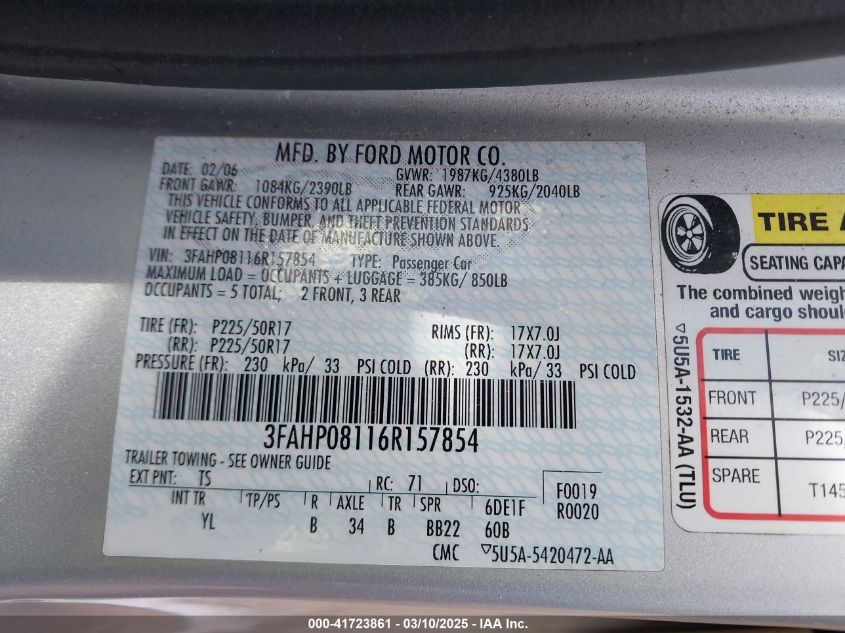 MFD. BY FORD MOTOR CO.
DATE: 02/06 GVWR: 1987KG/4380LB
FRONT GAWR: 1084KG/2390LB REAR GAWR: 925KG/2040LB
THIS VEHICLE CONFORMS TO ALL APPLICABLE FEDERAL MOTOR
VEHICLE SAFETY, BUMPER, AND THEFT PREVENTION STANDARDS
IN EFFECT ON THE DATE OF MANUFACTURE SHOWN ABOVE.
VIN: 3FAHP08116R157854 TYPE: Passenger Car
MAXIMUM LOAD = OCCUPANTS + LUGGAGE = 385KG/ 850LB
OCCUPANTS = 5 TOTAL; 2 FRONT, 3 REAR
TIRE (FR): P225/50R17 RIMS (FR): 17X7.0J
(RR): P225/50R17 (RR): 17X7.0J
PRESSURE (FR): 230 kPa/ 33 PSI COLD (RR): 230 kPa/ 33 PSI COLD
3FAHP08116R157854
TRAILER TOWING - SEE OWNER GUIDE
EXT PNT: TS RC: 71 DSO: F0019
INT TR TP/PS R AXLE TR SPR 6DE1F R0020
YL B 34 B BB22 60B
CMC ▽5U5A-5420472-AA
TIRE A
SEATING CAPA
The combined weigh
and cargo shoul
TIRE SIZ
FRONT P225/
REAR P225
SPARE T145
▽5U5A-1532-AA (TLU)
000-41723861 - 03/10/2025 - IAA Inc.